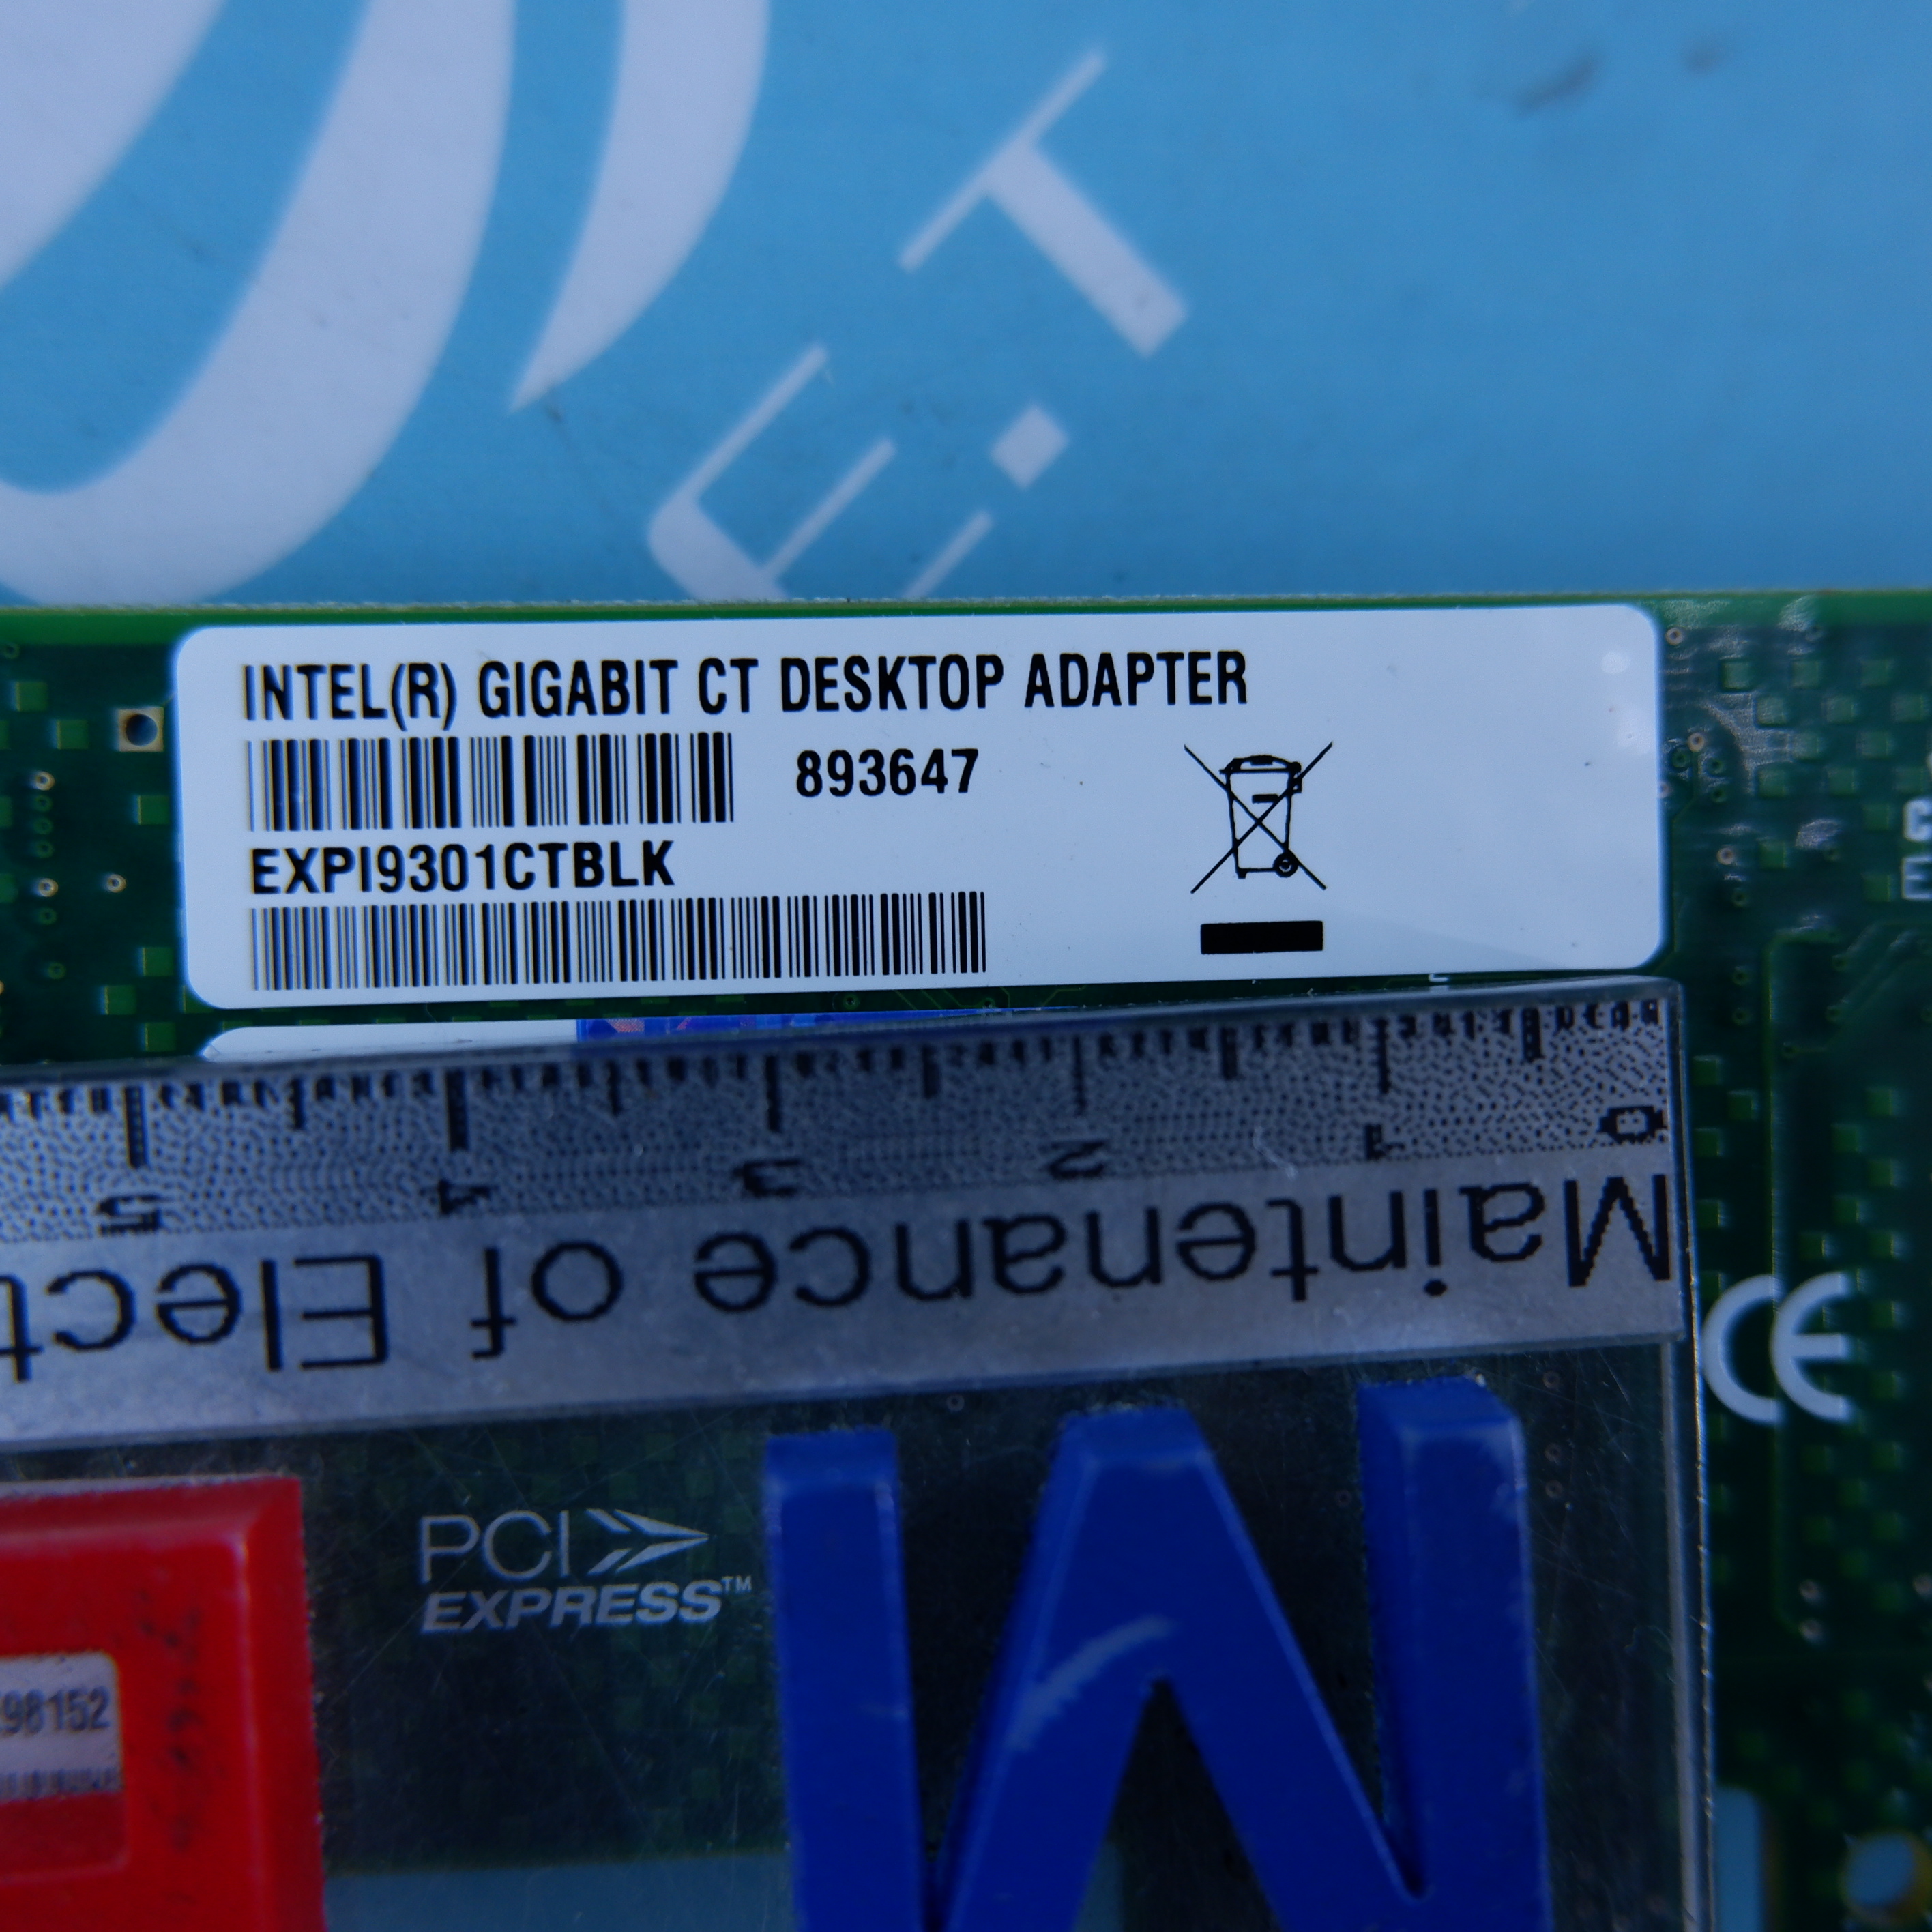 E.T
INTEL(R) GIGABIT CT DESKTOP ADAPTER
893647
EXPI9301CTBLK
0 1 2 3 4 5
Maintenance of Elect
CE
PCI
EXPRESS™
98152